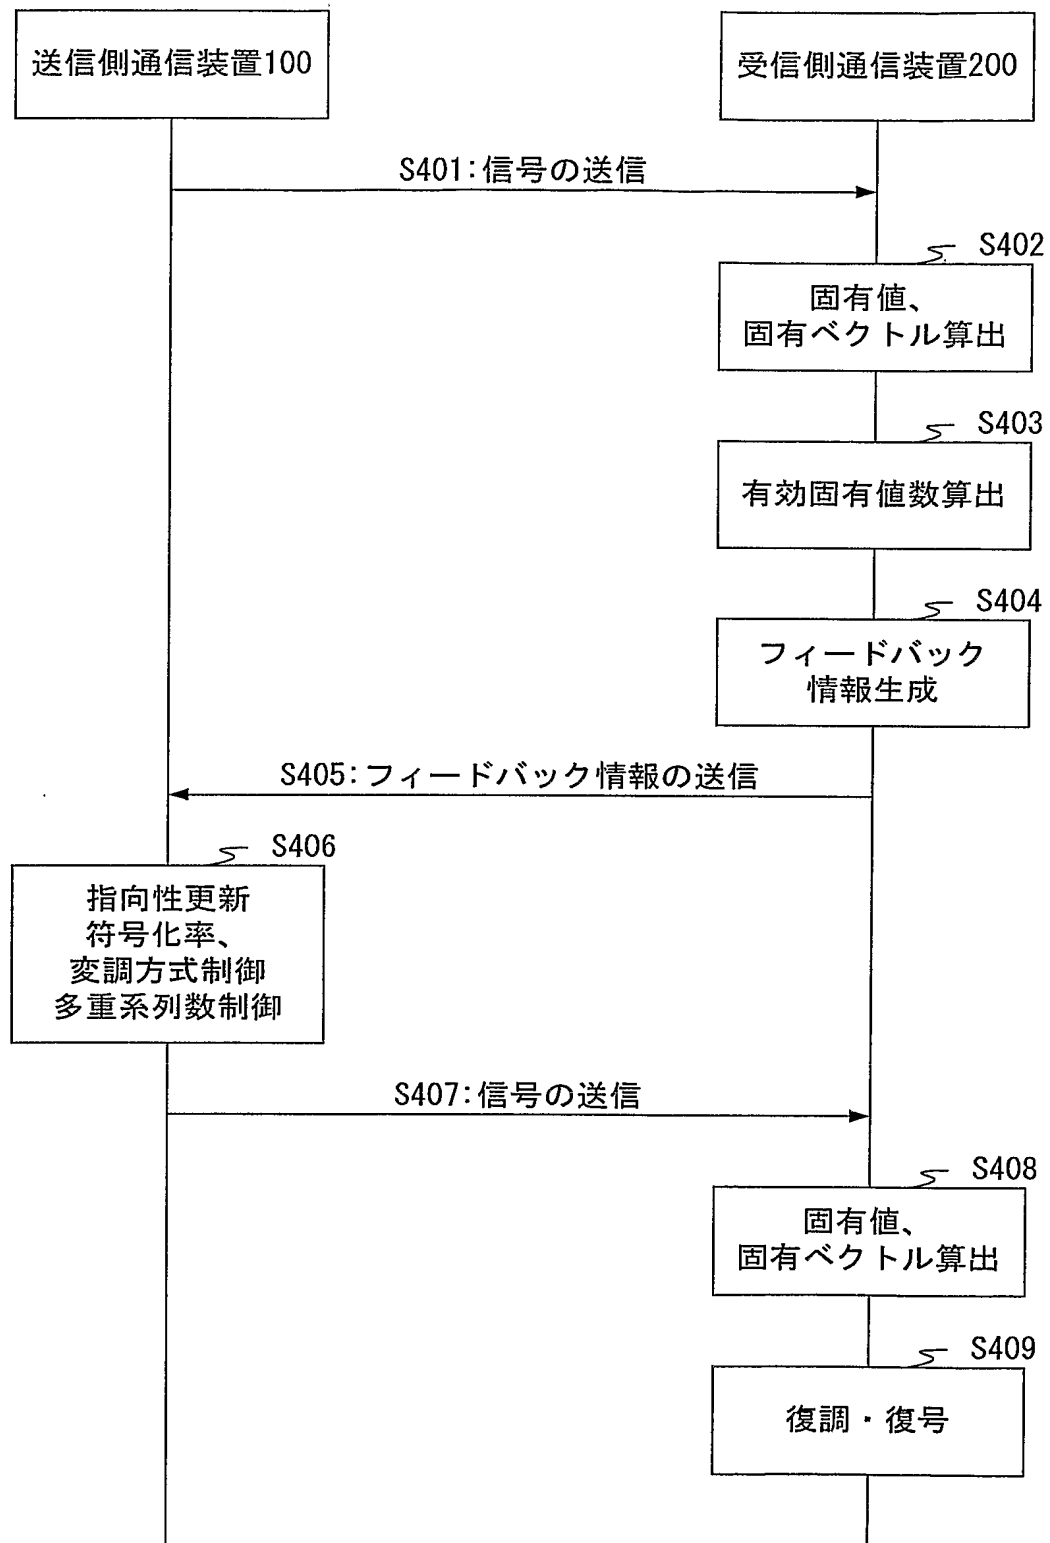 送信側通信装置100
受信側通信装置200
S401:信号の送信
S402
固有値、
固有ベクトル算出
S403
有効固有値数算出
S404
フィードバック
情報生成
S405:フィードバック情報の送信
S406
指向性更新
符号化率、
変調方式制御
多重系列数制御
S407:信号の送信
S408
固有値、
固有ベクトル算出
S409
復調・復号